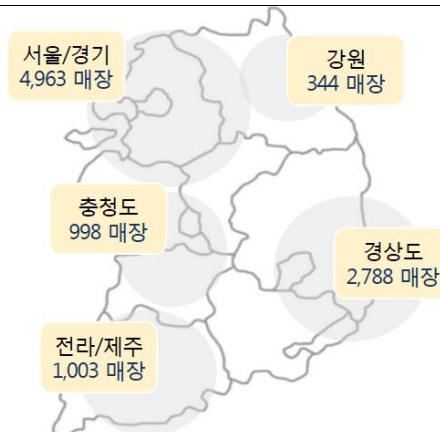 서울/경기
4,963 매장
강원
344 매장
충청도
998 매장
경상도
2,788 매장
전라/제주
1,003 매장